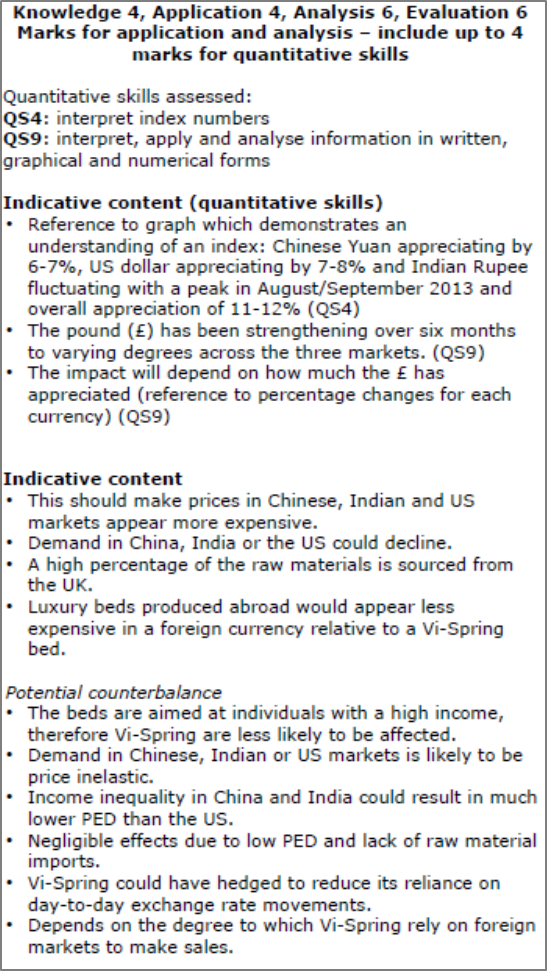 Knowledge 4, Application 4, Analysis 6, Evaluation 6
Marks for application and analysis – include up to 4
marks for quantitative skills
Quantitative skills assessed:
QS4: interpret index numbers
QS9: interpret, apply and analyse information in written,
graphical and numerical forms
Indicative content (quantitative skills)
• Reference to graph which demonstrates an
understanding of an index: Chinese Yuan appreciating by
6-7%, US dollar appreciating by 7-8% and Indian Rupee
fluctuating with a peak in August/September 2013 and
overall appreciation of 11-12% (QS4)
• The pound (£) has been strengthening over six months
to varying degrees across the three markets. (QS9)
• The impact will depend on how much the £ has
appreciated (reference to percentage changes for each
currency) (QS9)
Indicative content
• This should make prices in Chinese, Indian and US
markets appear more expensive.
• Demand in China, India or the US could decline.
• A high percentage of the raw materials is sourced from
the UK.
• Luxury beds produced abroad would appear less
expensive in a foreign currency relative to a Vi-Spring
bed.
Potential counterbalance
• The beds are aimed at individuals with a high income,
therefore Vi-Spring are less likely to be affected.
• Demand in Chinese, Indian or US markets is likely to be
price inelastic.
• Income inequality in China and India could result in much
lower PED than the US.
• Negligible effects due to low PED and lack of raw material
imports.
• Vi-Spring could have hedged to reduce its reliance on
day-to-day exchange rate movements.
• Depends on the degree to which Vi-Spring rely on foreign
markets to make sales.